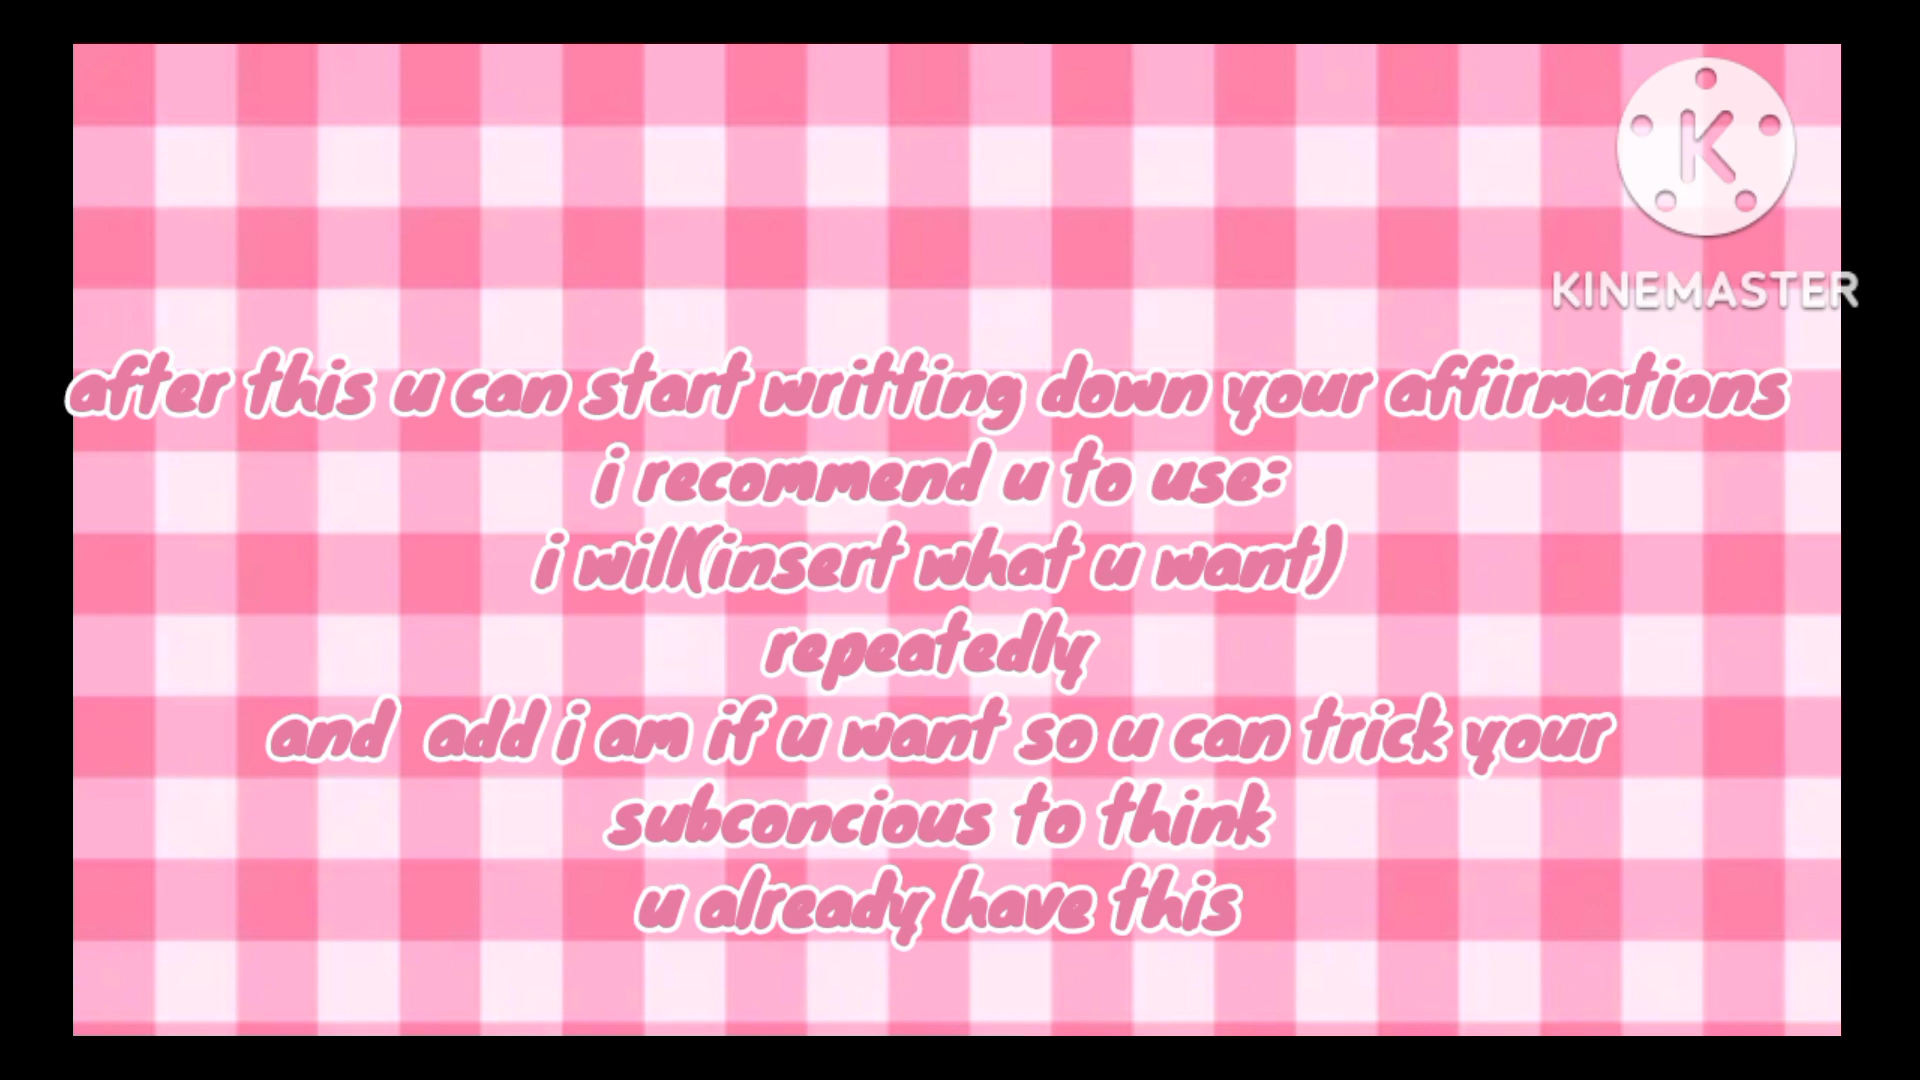 K
KINEMASTER
after this u can start writting down your affirmations
i recommend u to use:
i will(insert what u want)
repeatedly
and add i am if u want so u can trick your
subconcious to think
u already have this